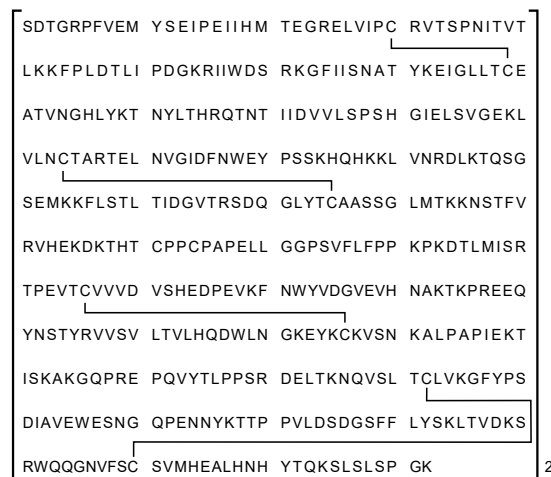 SDTGRPFVEM YSEIPEIIHM TEGRELVIPC RVTSPNITVT
LKKFPLDTLI PDGKRIIWDS RKGFIISNAT YKEIGLLTCE
ATVNGHLYKT NYLTHRQTNT IIDVVLSPSH GIELSVGEKL
VLNCTARTEL NVGIDFNWEY PSSKHQHKKL VNRDLKTQSG
SEMKKFLSTL TIDGVTRSDQ GLYTCAASSG LMTKKNSTFV
RVHEKDKTHT CPPCPAPELL GGPSVFLFPP KPKDTLMISR
TPEVTCVVVD VSHEDPEVKF NWYVDGVEVH NAKTKPREEQ
YNSTYRVVSV LTVLHQDWLN GKEYKCKVSN KALPAPIEKT
ISKAKGQPRE PQVYTLPPSR DELTKNQVSL TCLVKGFYPS
DIAVEWESNG QPENNYKTTP PVLDSDGSFF LYSKLTVDKS
RWQQGNVFSC SVMHEALHNH YTQKSLSLSP GK 2